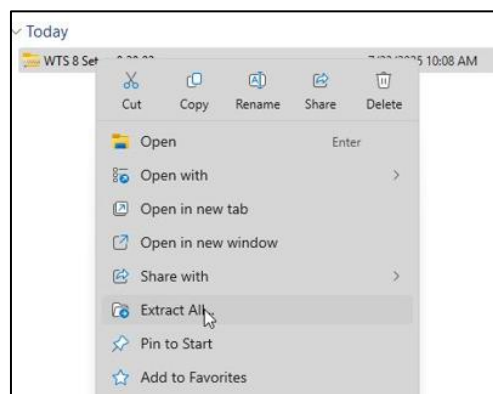 Today
WTS 8 Set 10:08 AM
Cut Copy Rename Share Delete
Open Enter
Open with
Open in new tab
Open in new window
Share with
Extract All...
Pin to Start
Add to Favorites